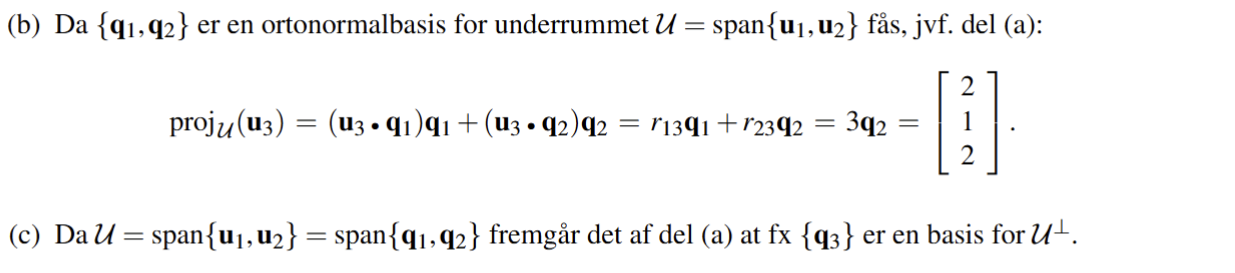 (b) Da {q₁,q₂} er en ortonormalbasis for underrummet 𝒰 = span{u₁,u₂} fås, jvf. del (a):
proj𝒰(u₃) = (u₃ • q₁)q₁ + (u₃ • q₂)q₂ = r₁₃q₁ + r₂₃q₂ = 3q₂ = [2 1 2].
(c) Da 𝒰 = span{u₁,u₂} = span{q₁,q₂} fremgår det af del (a) at fx {q₃} er en basis for 𝒰⊥.